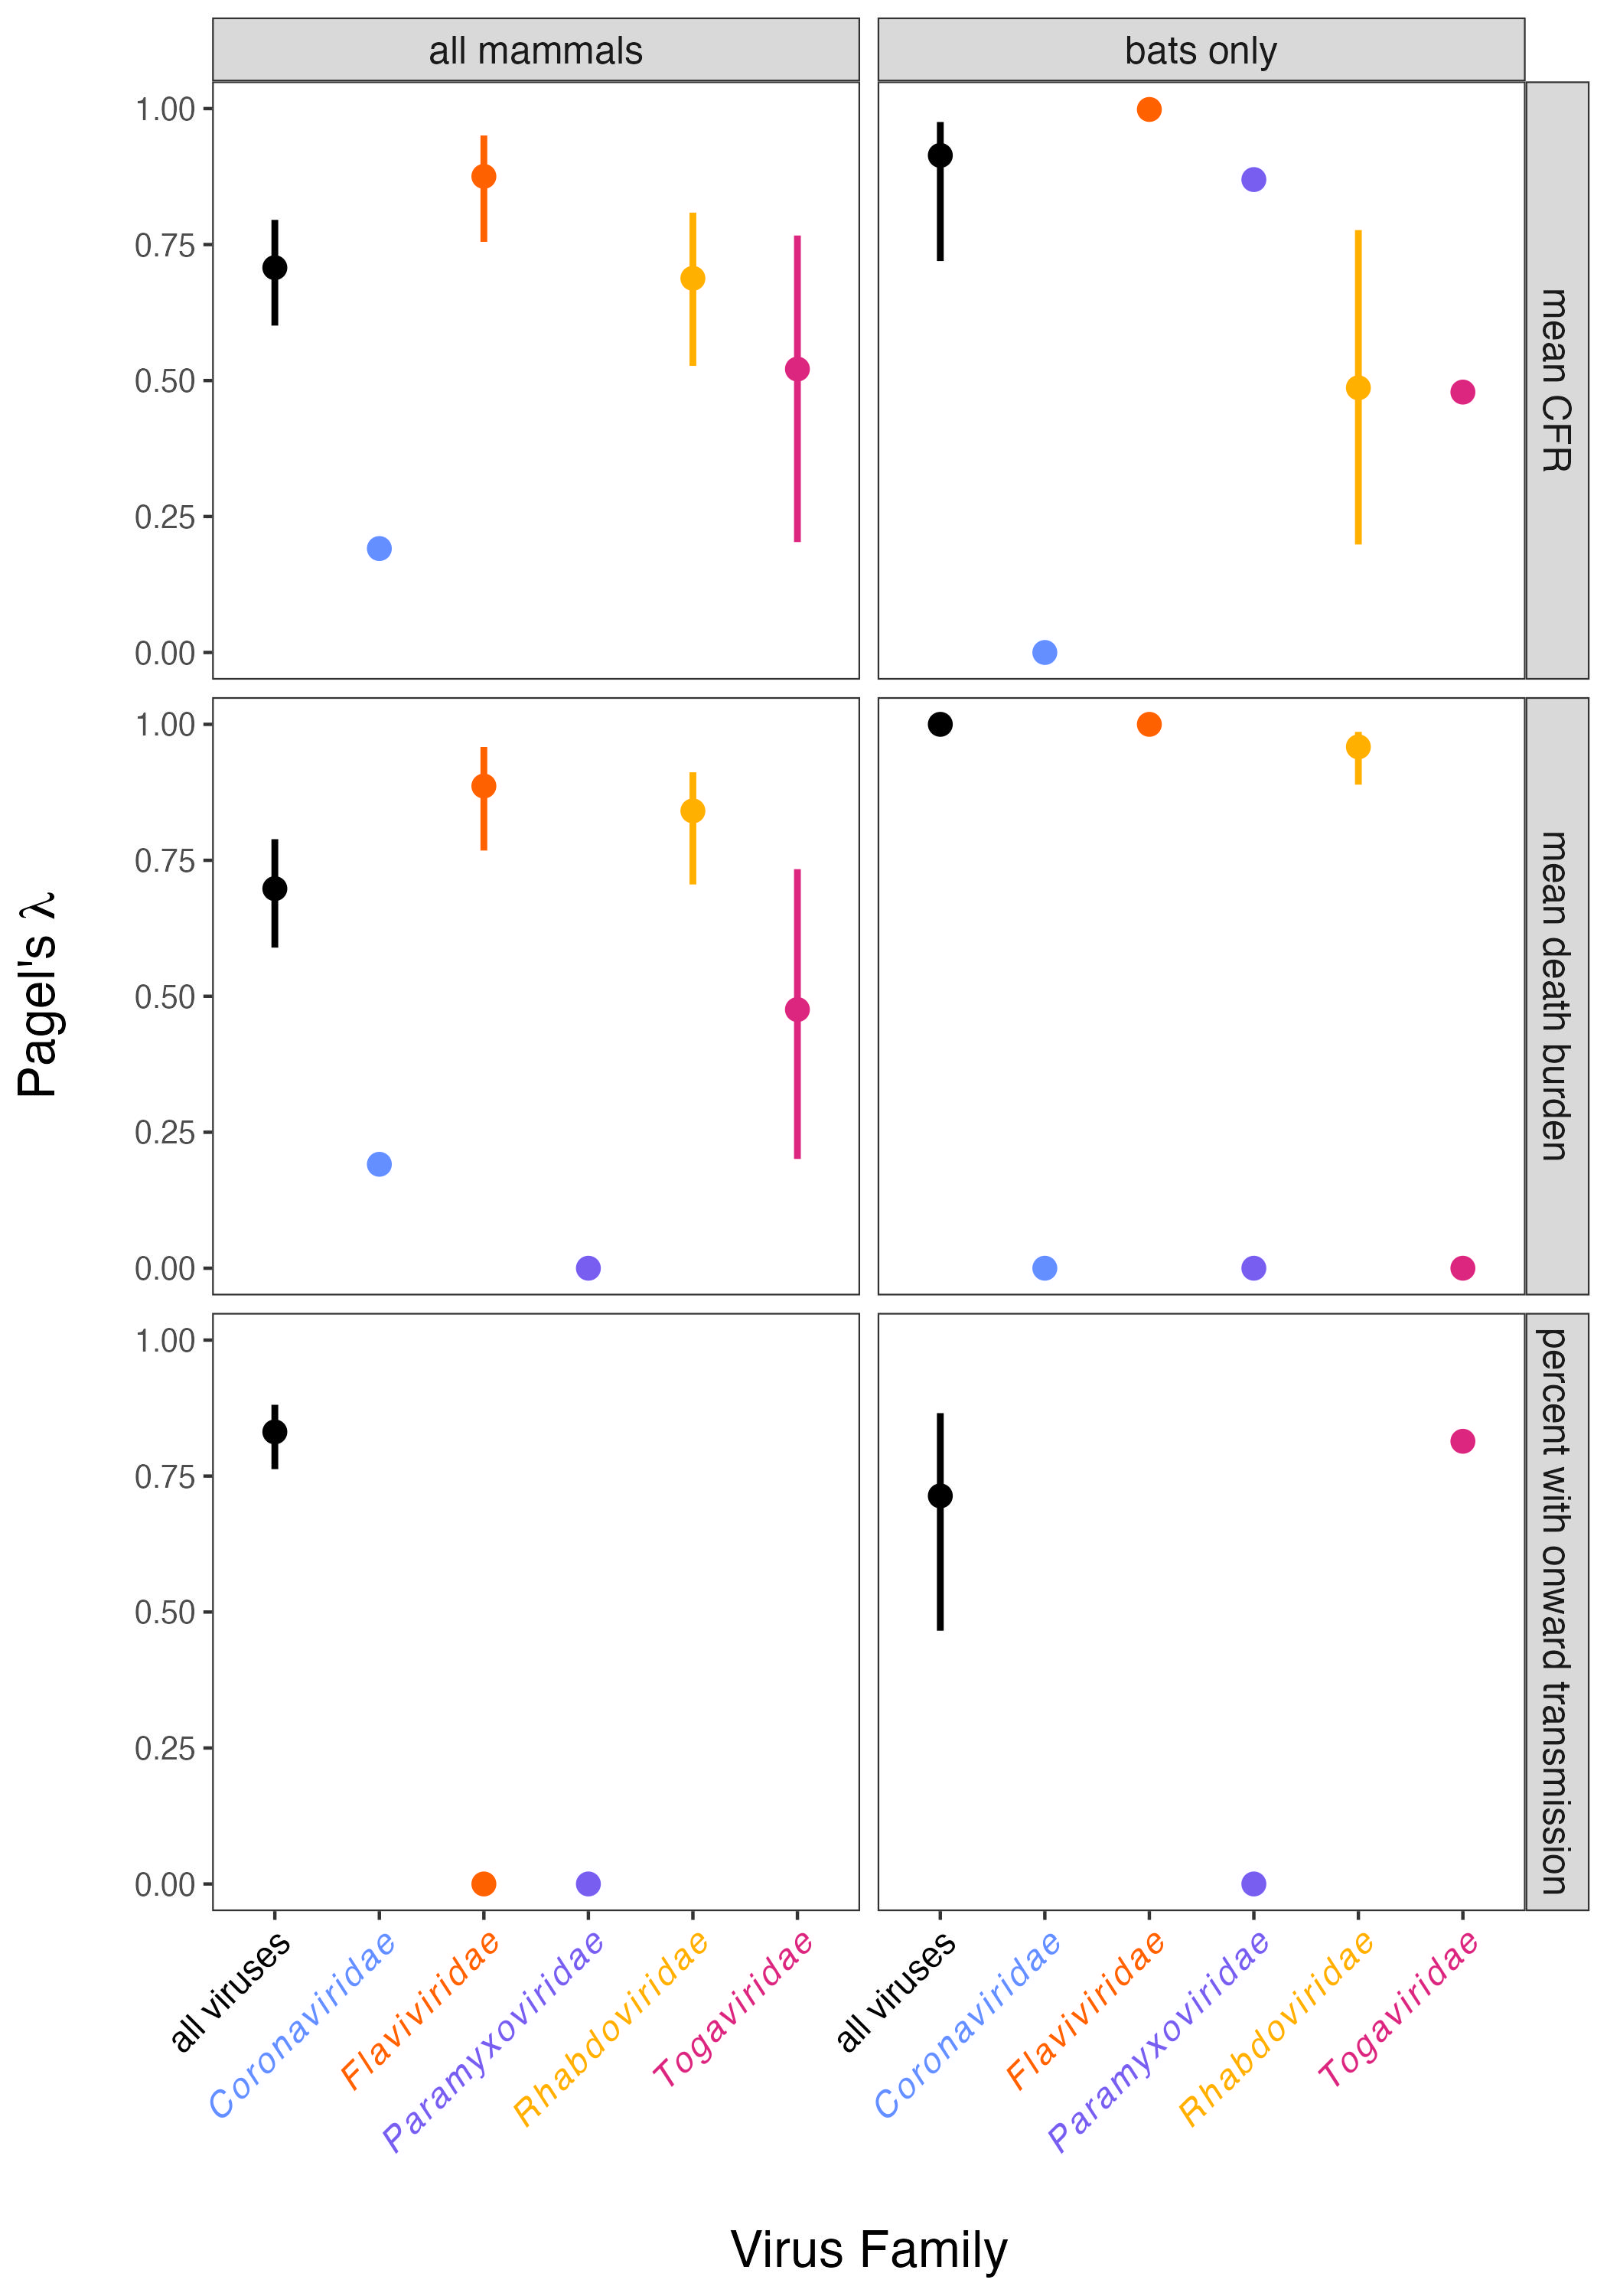 all mammals
bats only
1.00
0.75
0.50
0.25
0.00
mean CFR
1.00
0.75
0.50
0.25
0.00
mean death burden
Pagel's λ
1.00
0.75
0.50
0.25
0.00
percent with onward transmission
all viruses
Coronaviridae
Flaviviridae
Paramyxoviridae
Rhabdoviridae
Togaviridae
all viruses
Coronaviridae
Flaviviridae
Paramyxoviridae
Rhabdoviridae
Togaviridae
Virus Family